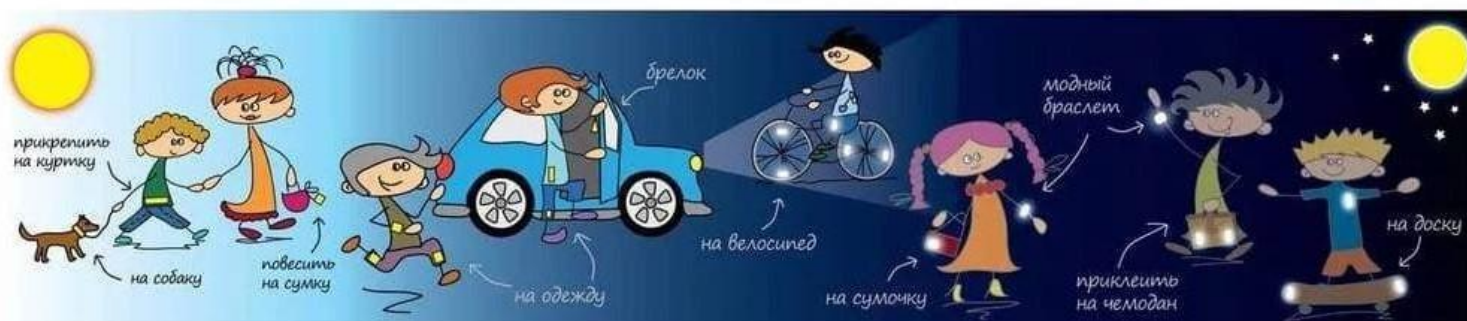 прикрепить
на куртку
на собаку
повесить
на сумку
на одежду
брелок
на велосипед
на сумочку
модный
браслет
приклеить
на чемодан
на доску